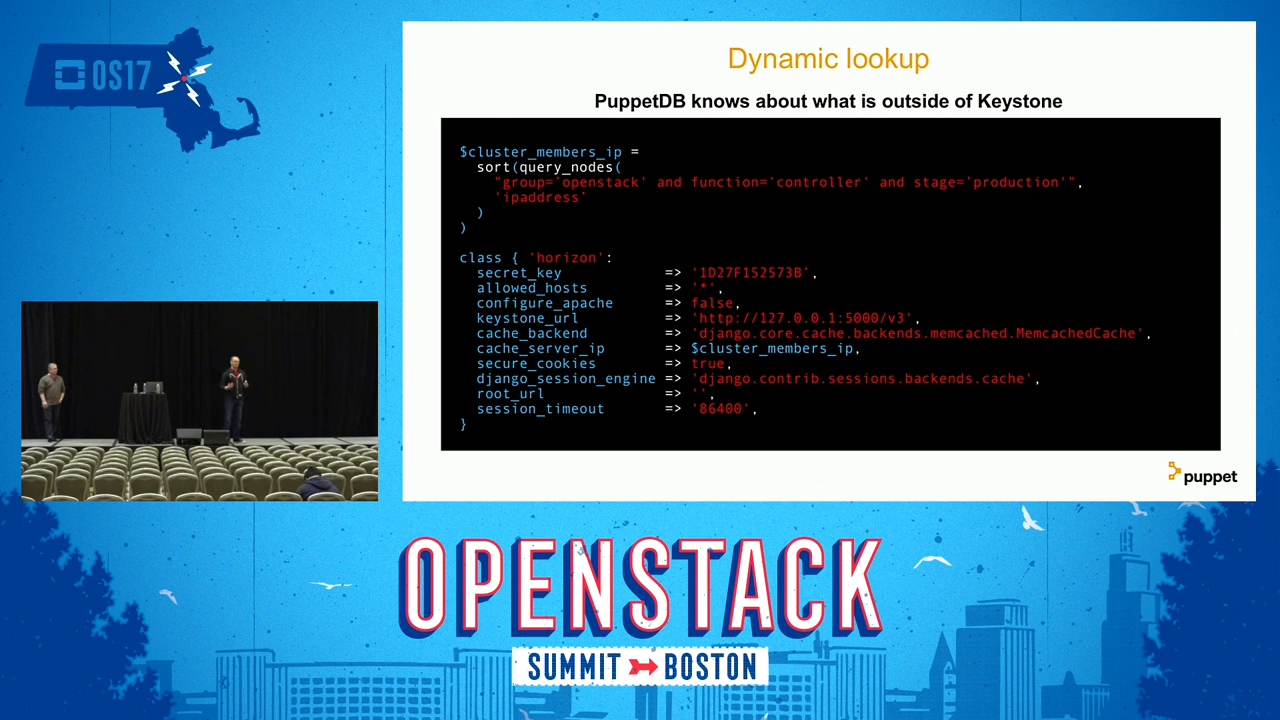 OS17
Dynamic lookup
PuppetDB knows about what is outside of Keystone
$cluster_members_ip =
sort(query_nodes(
"group='openstack' and function='controller' and stage='production'",
'ipaddress'
)
)
class { 'horizon':
secret_key => '1D27F152573B',
allowed_hosts => '*',
configure_apache => false,
keystone_url => 'http://127.0.0.1:5000/v3',
cache_backend => 'django.core.cache.backends.memcached.MemcachedCache',
cache_server_ip => $cluster_members_ip,
secure_cookies => true,
django_session_engine => 'django.contrib.sessions.backends.cache',
root_url => '',
session_timeout => '86400',
}
puppet
OPENSTACK
SUMMIT BOSTON